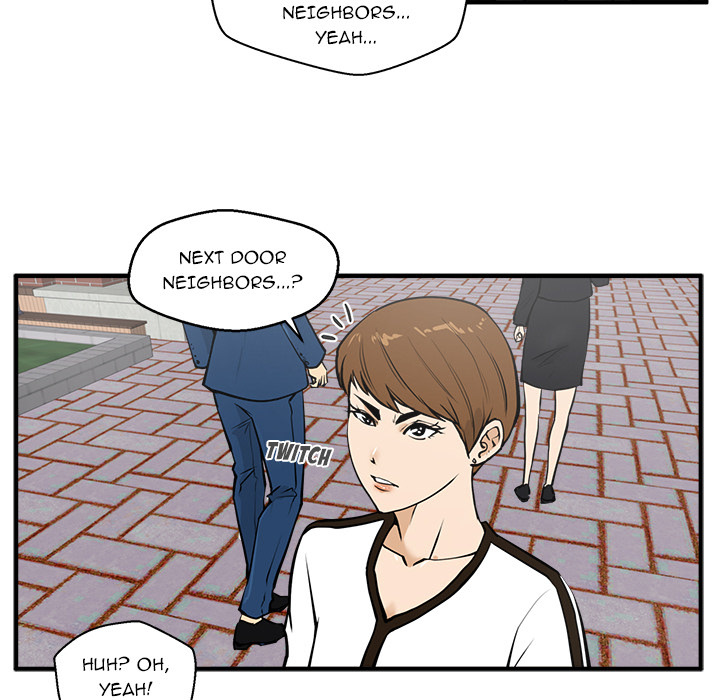 NEIGHBORS...
YEAH...
NEXT DOOR
NEIGHBORS...?
TWITCH
HUH? OH,
YEAH!